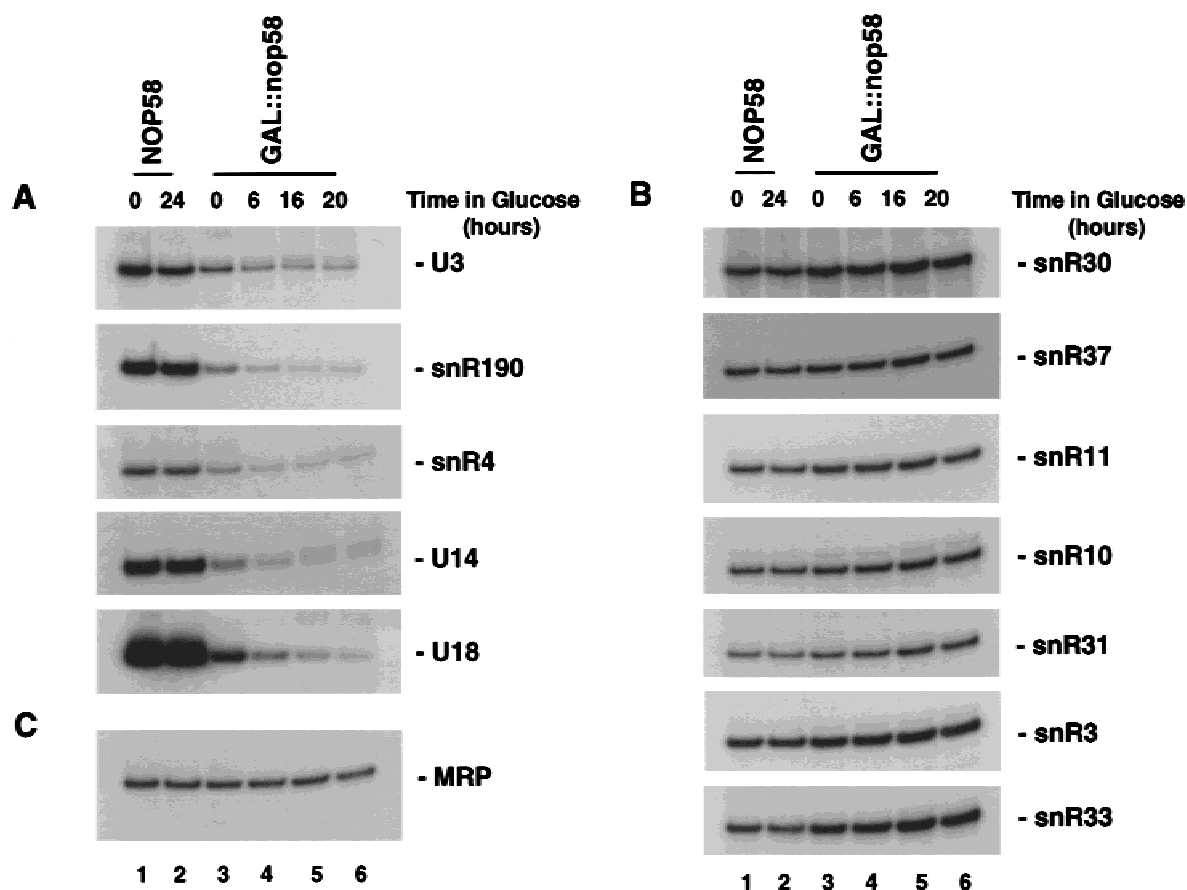 NOP58
GAL::nop58
A
0 24 0 6 16 20
Time in Glucose
(hours)
- U3
- snR190
- snR4
- U14
- U18
C
- MRP
1 2 3 4 5 6
NOP58
GAL::nop58
B
0 24 0 6 16 20
Time in Glucose
(hours)
- snR30
- snR37
- snR11
- snR10
- snR31
- snR3
- snR33
1 2 3 4 5 6